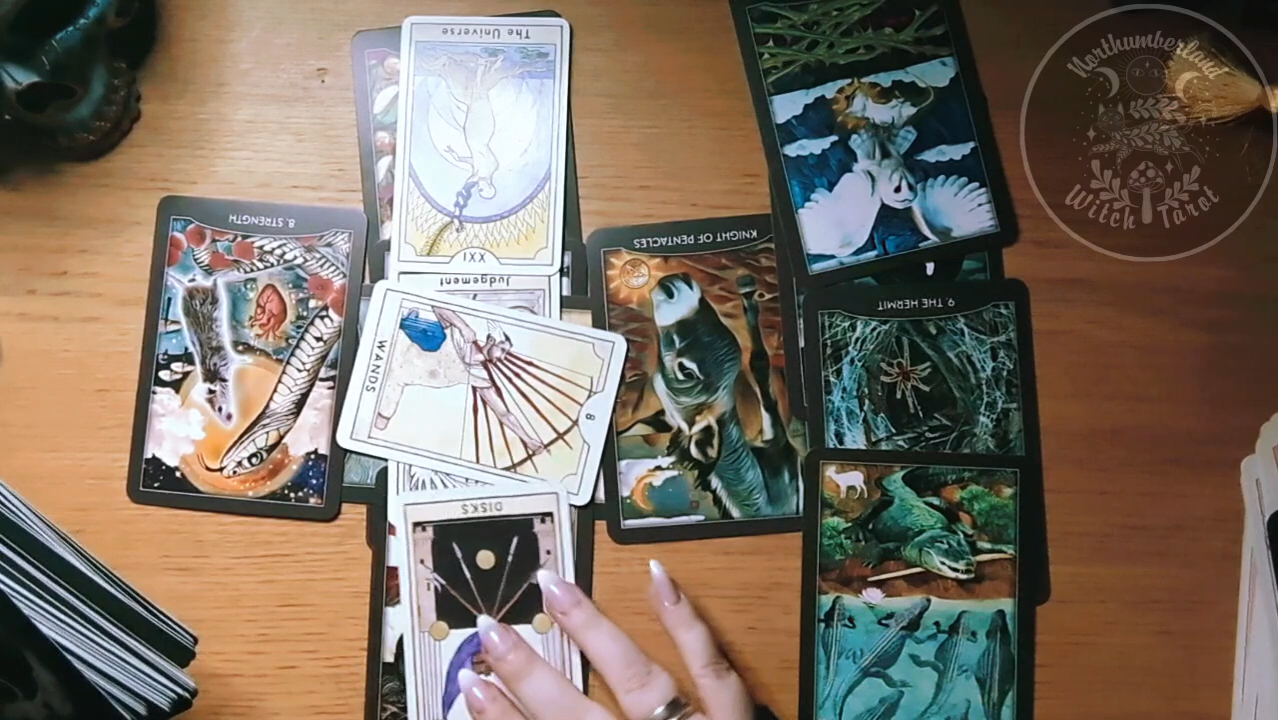 The Universe
XXI
Judgement
8. STRENGTH
KNIGHT OF PENTACLES
9. THE HERMIT
WANDS
8
DISKS
Northumberland
Witch Tarot